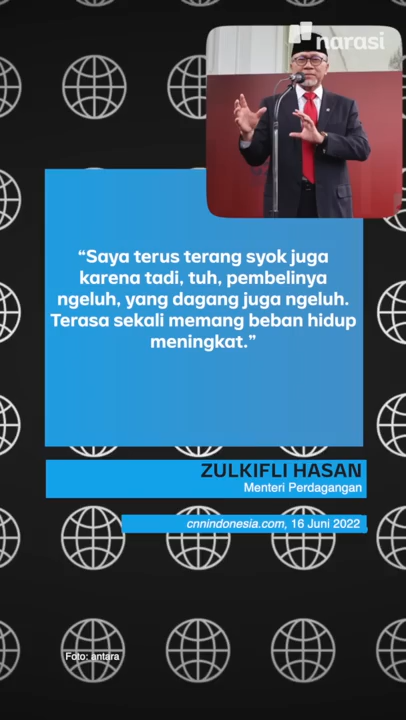 narasi
“Saya terus terang syok juga
karena tadi, tuh, pembelinya
ngeluh, yang dagang juga ngeluh.
Terasa sekali memang beban hidup
meningkat.”
ZULKIFLI HASAN
Menteri Perdagangan
cnnindonesia.com, 16 Juni 2022
Foto: antara